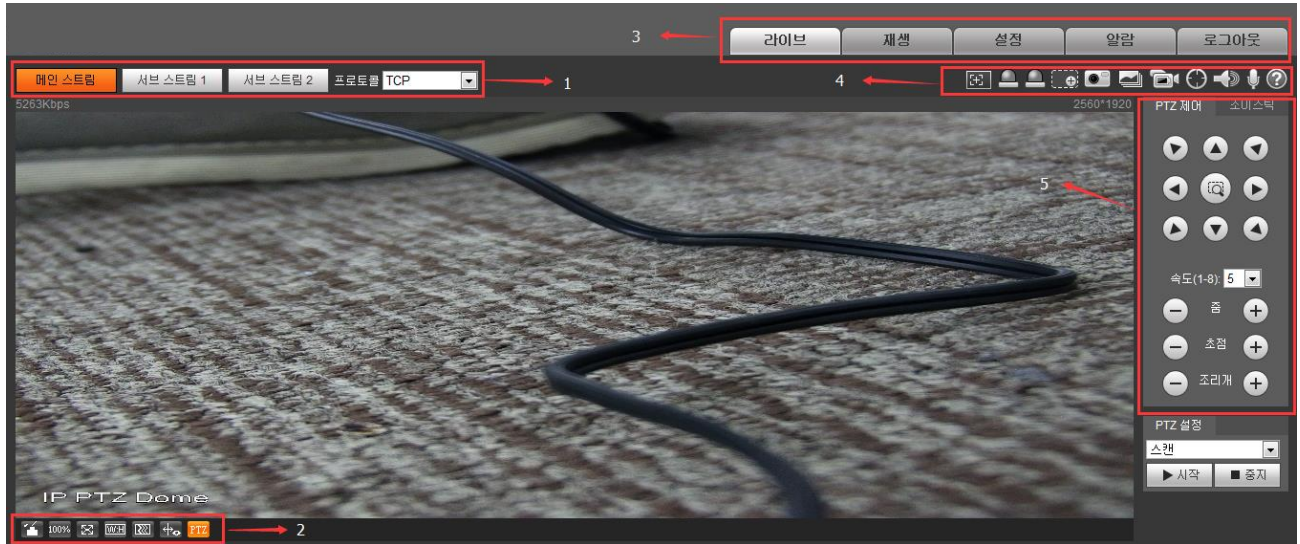 3
라이브 재생 설정 알람 로그아웃
메인 스트림 서브 스트림 1 서브 스트림 2 프로토콜 TCP
1
4
5263Kbps
2560*1920
PTZ 제어 조이스틱
5
속도(1-8): 5
줌
초점
조리개
PTZ 설정
스캔
시작 중지
IP PTZ Dome
100% W:H PTZ
2